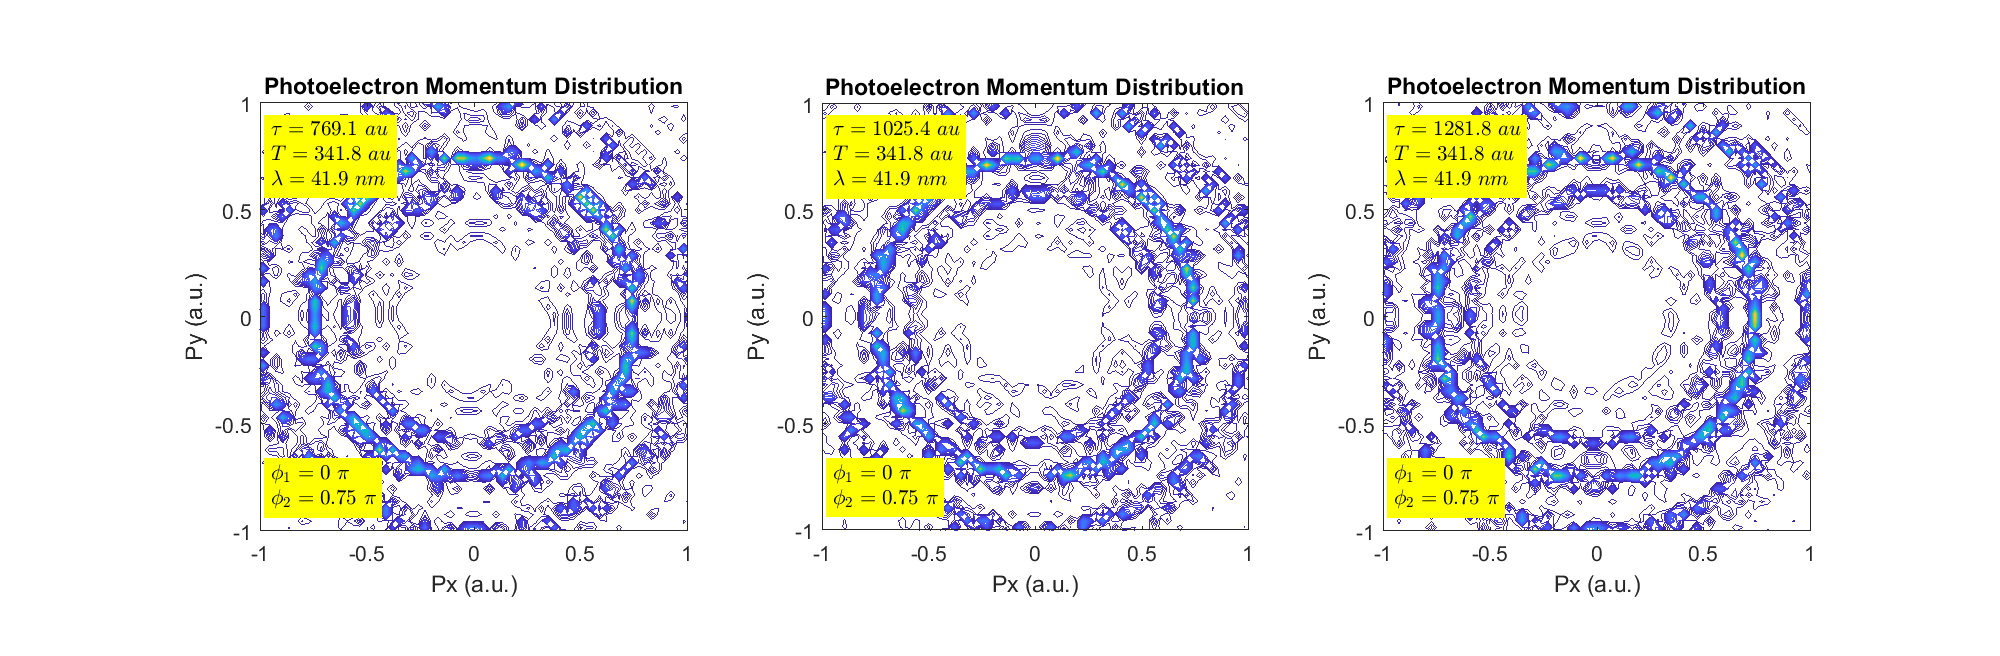 Photoelectron Momentum Distribution
τ = 769.1 au
T = 341.8 au
λ = 41.9 nm
ϕ₁ = 0 π
ϕ₂ = 0.75 π
1
0.5
0
-0.5
-1
Py (a.u.)
-1 -0.5 0 0.5 1
Px (a.u.)
Photoelectron Momentum Distribution
τ = 1025.4 au
T = 341.8 au
λ = 41.9 nm
ϕ₁ = 0 π
ϕ₂ = 0.75 π
1
0.5
0
-0.5
-1
Py (a.u.)
-1 -0.5 0 0.5 1
Px (a.u.)
Photoelectron Momentum Distribution
τ = 1281.8 au
T = 341.8 au
λ = 41.9 nm
ϕ₁ = 0 π
ϕ₂ = 0.75 π
1
0.5
0
-0.5
-1
Py (a.u.)
-1 -0.5 0 0.5 1
Px (a.u.)